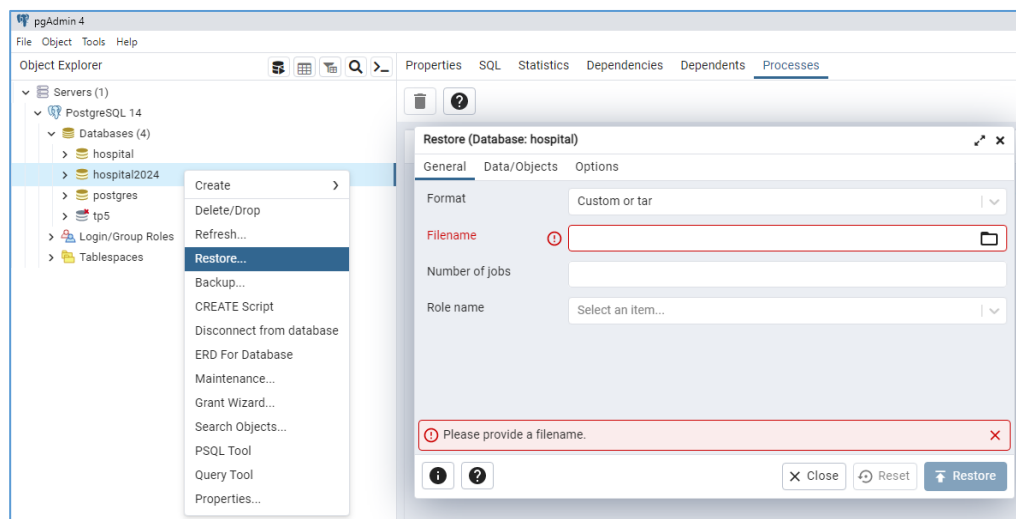 pgAdmin 4
File Object Tools Help
Object Explorer
Properties SQL Statistics Dependencies Dependents Processes
Servers (1)
PostgreSQL 14
Databases (4)
hospital
hospital2024
postgres
tp5
Login/Group Roles
Tablespaces
Create
Delete/Drop
Refresh...
Restore...
Backup...
CREATE Script
Disconnect from database
ERD For Database
Maintenance...
Grant Wizard...
Search Objects...
PSQL Tool
Query Tool
Properties...
Restore (Database: hospital)
General Data/Objects Options
Format Custom or tar
Filename
Number of jobs
Role name Select an item...
Please provide a filename.
Close Reset Restore